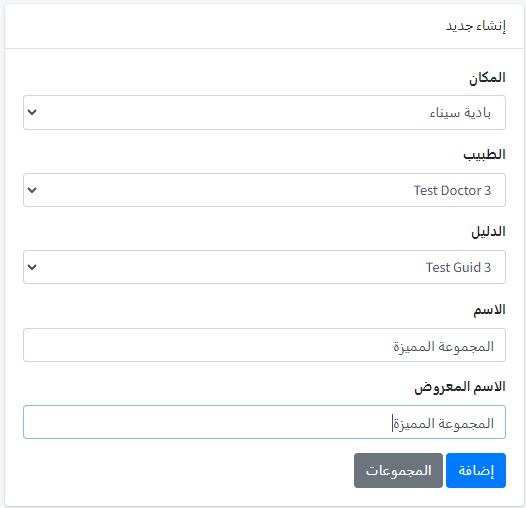 إنشاء جديد
المكان
بادية سيناء
الطبيب
Test Doctor 3
الدليل
Test Guid 3
الاسم
المجموعة المميزة
الاسم المعروض
المجموعة المميزة
إضافة المجموعات